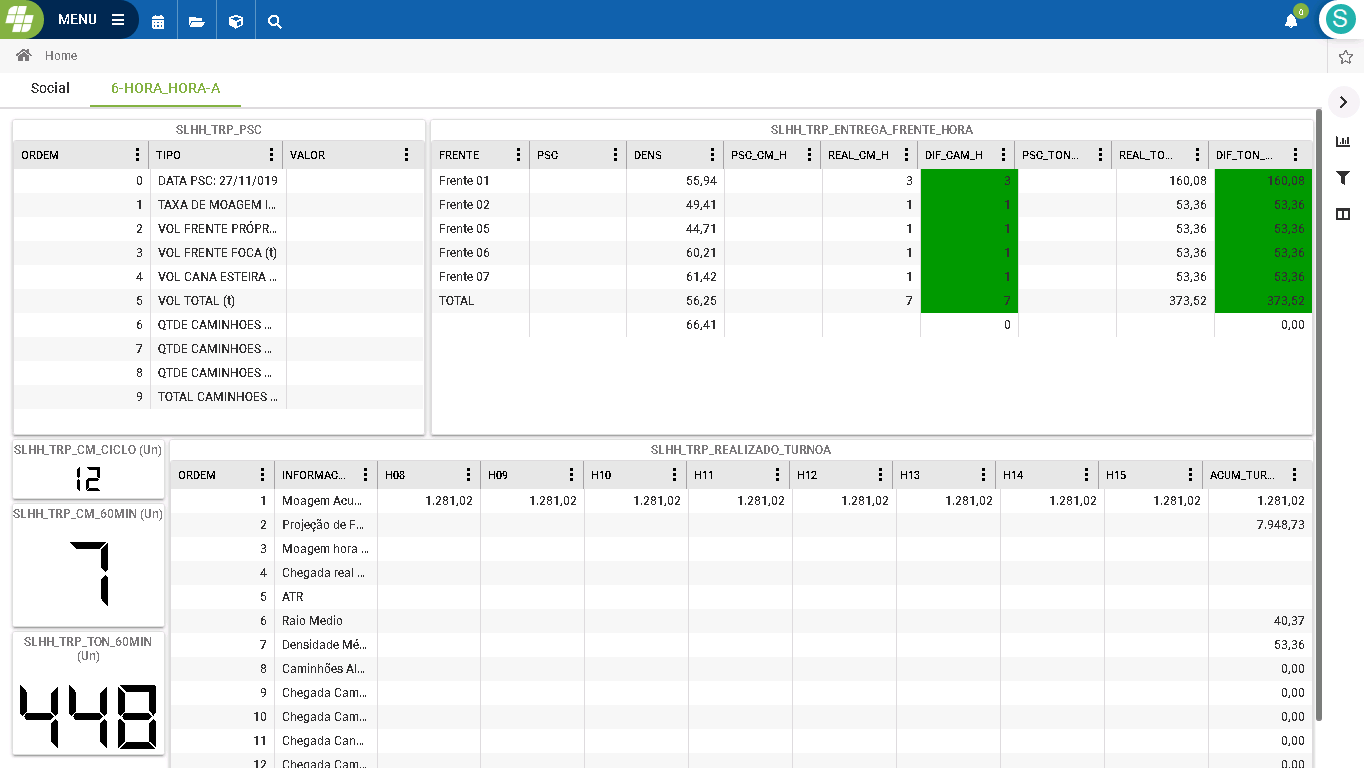 MENU
0
S
Home
Social 6-HORA_HORA-A
SLHH_TRP_PSC
ORDEM TIPO VALOR
0 DATA PSC: 27/11/019
1 TAXA DE MOAGEM I...
2 VOL FRENTE PRÓPR...
3 VOL FRENTE FOCA (t)
4 VOL CANA ESTEIRA ...
5 VOL TOTAL (t)
6 QTDE CAMINHOES ...
7 QTDE CAMINHOES ...
8 QTDE CAMINHOES ...
9 TOTAL CAMINHOES ...
SLHH_TRP_ENTREGA_FRENTE_HORA
FRENTE PSC DENS PSC_CM_H REAL_CM_H DIF_CAM_H PSC_TON... REAL_TO... DIF_TON_...
Frente 01 55,94 3 3 160,08 160,08
Frente 02 49,41 1 1 53,36 53,36
Frente 05 44,71 1 1 53,36 53,36
Frente 06 60,21 1 1 53,36 53,36
Frente 07 61,42 1 1 53,36 53,36
TOTAL 56,25 7 7 373,52 373,52
66,41 0 0,00
SLHH_TRP_CM_CICLO (Un)
12
SLHH_TRP_CM_60MIN (Un)
7
SLHH_TRP_TON_60MIN
(Un)
448
SLHH_TRP_REALIZADO_TURNOA
ORDEM INFORMAC... H08 H09 H10 H11 H12 H13 H14 H15 ACUM_TUR...
1 Moagem Acu... 1.281,02 1.281,02 1.281,02 1.281,02 1.281,02 1.281,02 1.281,02 1.281,02 1.281,02
2 Projeção de F... 7.948,73
3 Moagem hora ...
4 Chegada real ...
5 ATR
6 Raio Medio 40,37
7 Densidade Mé... 53,36
8 Caminhões Al... 0,00
9 Chegada Cam... 0,00
10 Chegada Cam... 0,00
11 Chegada Can... 0,00
12 Chegada Cam... 0,00